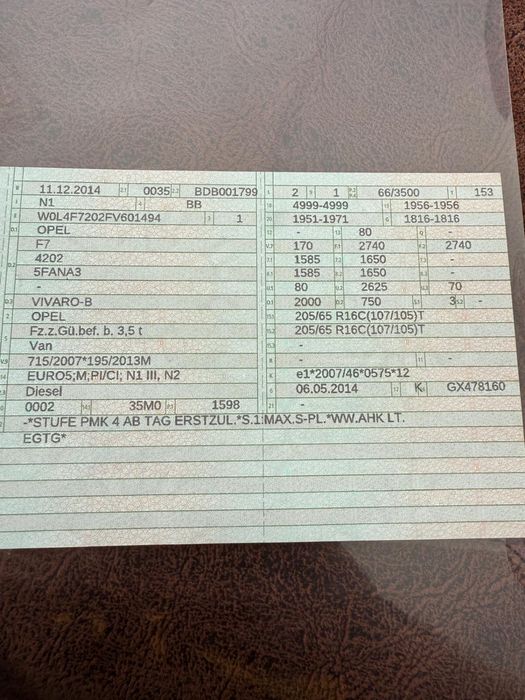 11.12.2014 0035 BDB001799
N1 BB
W0L4F7202FV601494 1
OPEL
F7
4202
5FANA3
-
VIVARO-B
OPEL
Fz.z.Gü.bef. b. 3,5 t
Van
715/2007*195/2013M
EURO5;M;PI/CI; N1 III, N2
Diesel
0002 35M0 1598
2 1 66/3500 153
4999-4999 1956-1956
1951-1971 1816-1816
- 80 -
170 2740 2740
1585 1650 -
1585 1650 -
80 2625 70
2000 750 3 -
205/65 R16C(107/105)T
205/65 R16C(107/105)T
-
- -
e1*2007/46*0575*12
06.05.2014 K GX478160
-
-*STUFE PMK 4 AB TAG ERSTZUL.*S.1:MAX.S-PL.*WW.AHK LT.
EGTG*